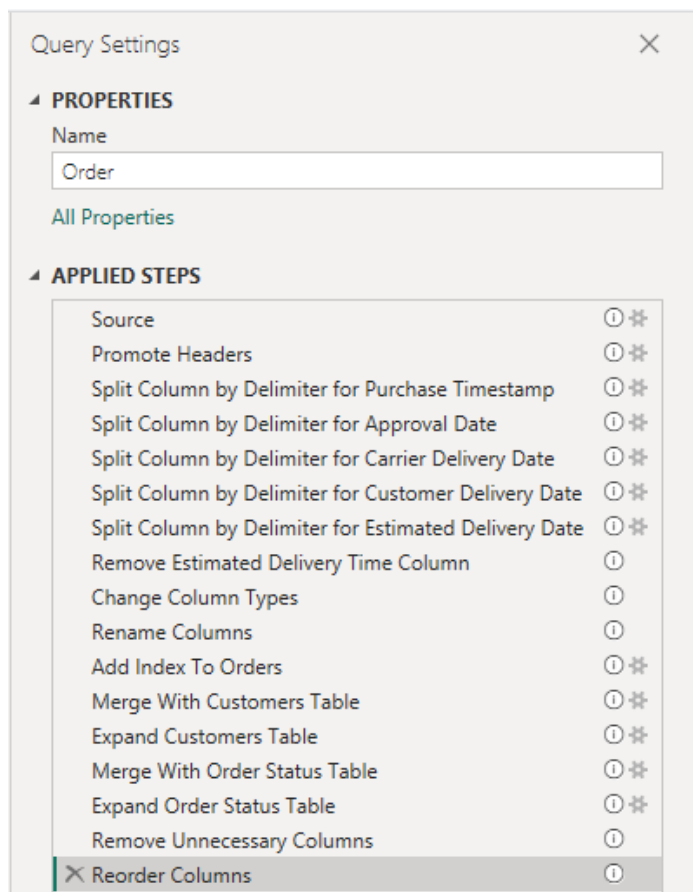 Query Settings
PROPERTIES
Name
Order
All Properties
APPLIED STEPS
Source
Promote Headers
Split Column by Delimiter for Purchase Timestamp
Split Column by Delimiter for Approval Date
Split Column by Delimiter for Carrier Delivery Date
Split Column by Delimiter for Customer Delivery Date
Split Column by Delimiter for Estimated Delivery Date
Remove Estimated Delivery Time Column
Change Column Types
Rename Columns
Add Index To Orders
Merge With Customers Table
Expand Customers Table
Merge With Order Status Table
Expand Order Status Table
Remove Unnecessary Columns
Reorder Columns